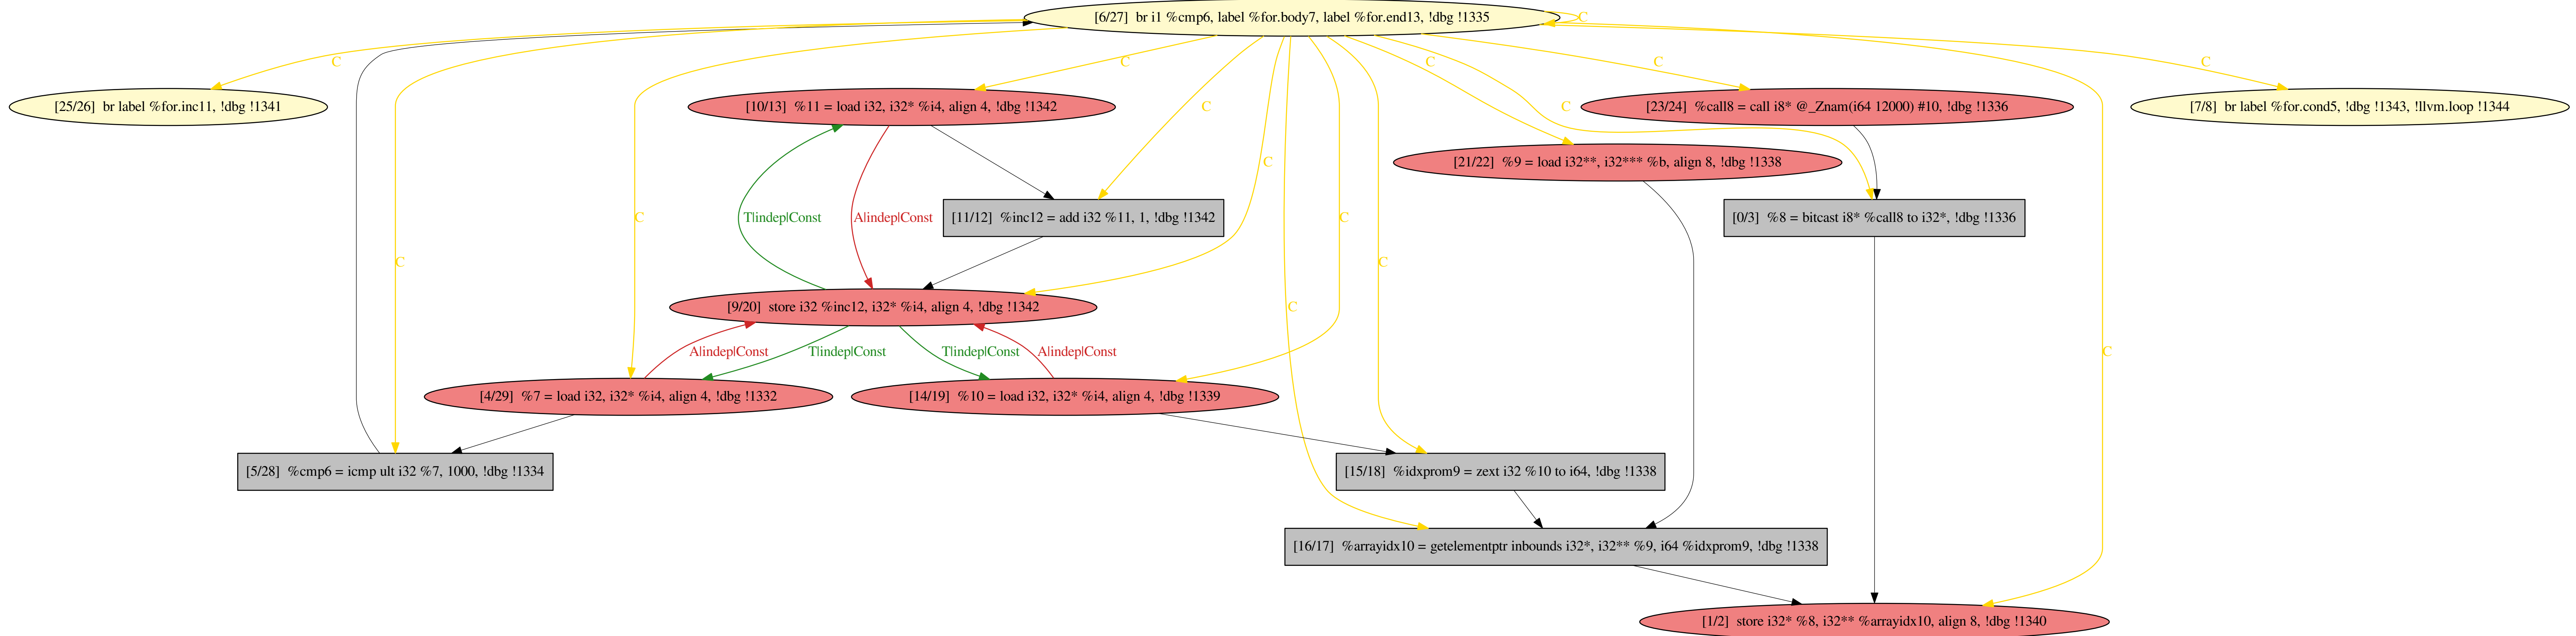 [6/27]  br i1 %cmp6, label %for.body7, label %for.end13, !dbg !1335
C
C
C
C
C
[25/26]  br label %for.inc11, !dbg !1341
[10/13]  %11 = load i32, i32* %i4, align 4, !dbg !1342
C
C
[23/24]  %call8 = call i8* @_Znam(i64 12000) #10, !dbg !1336
[7/8]  br label %for.cond5, !dbg !1343, !llvm.loop !1344
C
[21/22]  %9 = load i32**, i32*** %b, align 8, !dbg !1338
C
T|indep|Const
A|indep|Const
[11/12]  %inc12 = add i32 %11, 1, !dbg !1342
C
[0/3]  %8 = bitcast i8* %call8 to i32*, !dbg !1336
C
C
[9/20]  store i32 %inc12, i32* %i4, align 4, !dbg !1342
C
A|indep|Const
T|indep|Const
T|indep|Const
A|indep|Const
C
[4/29]  %7 = load i32, i32* %i4, align 4, !dbg !1332
[14/19]  %10 = load i32, i32* %i4, align 4, !dbg !1339
[5/28]  %cmp6 = icmp ult i32 %7, 1000, !dbg !1334
[15/18]  %idxprom9 = zext i32 %10 to i64, !dbg !1338
[16/17]  %arrayidx10 = getelementptr inbounds i32*, i32** %9, i64 %idxprom9, !dbg !1338
[1/2]  store i32* %8, i32** %arrayidx10, align 8, !dbg !1340